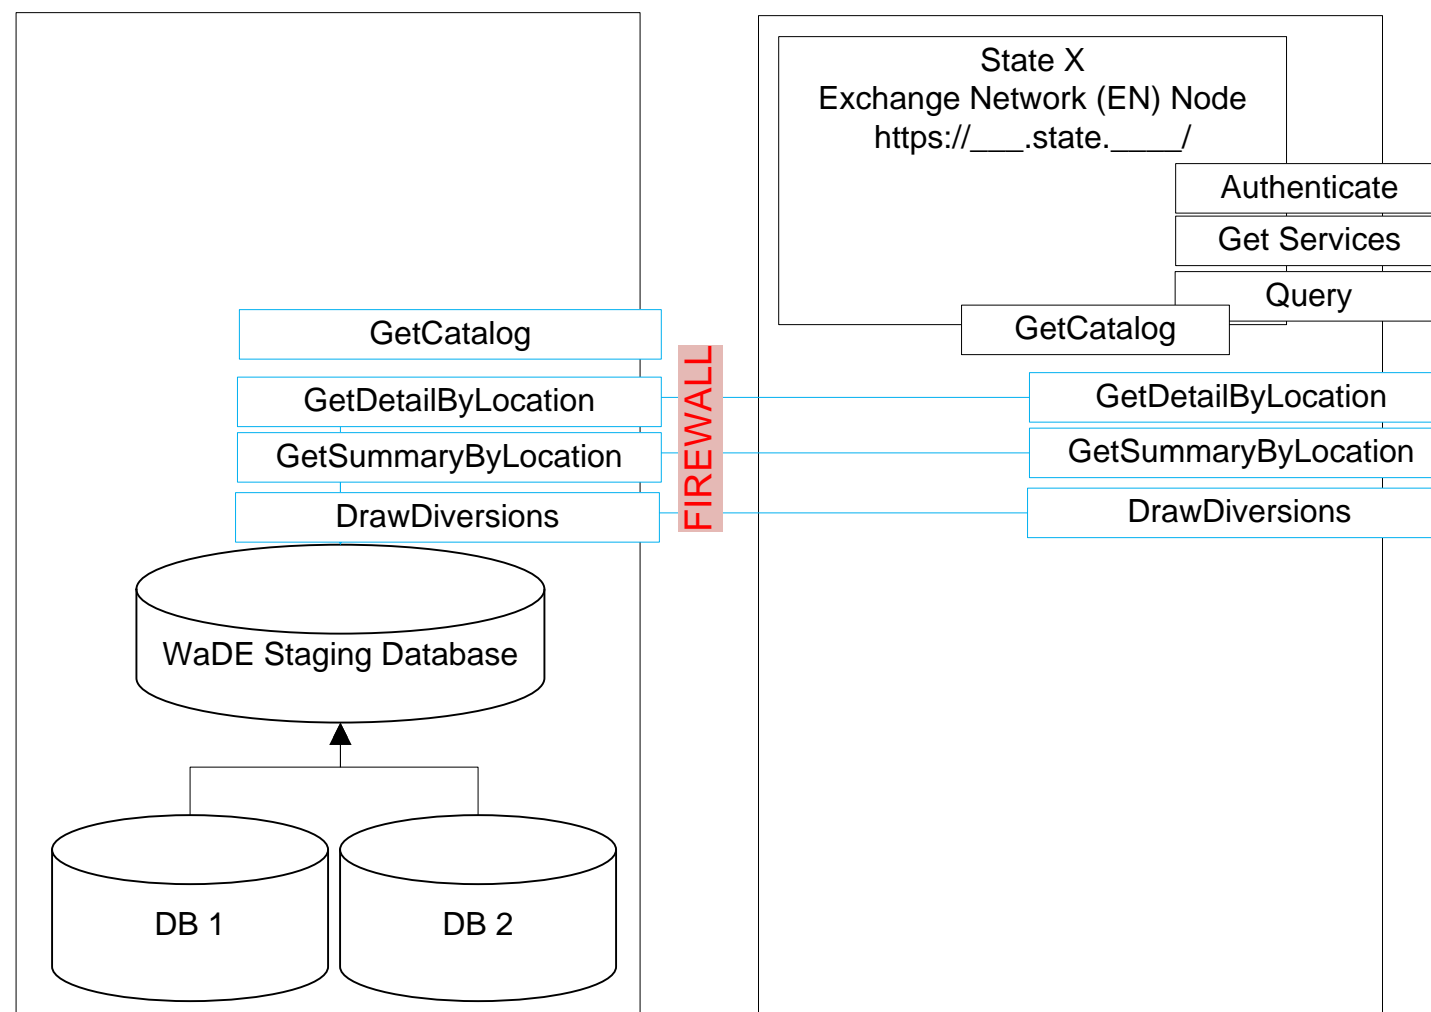 State X
Exchange Network (EN) Node
https://___.state.____/
Authenticate
Get Services
Query
GetCatalog
GetCatalog
GetDetailByLocation
GetSummaryByLocation
DrawDiversions
FIREWALL
GetDetailByLocation
GetSummaryByLocation
DrawDiversions
WaDE Staging Database
DB 1
DB 2